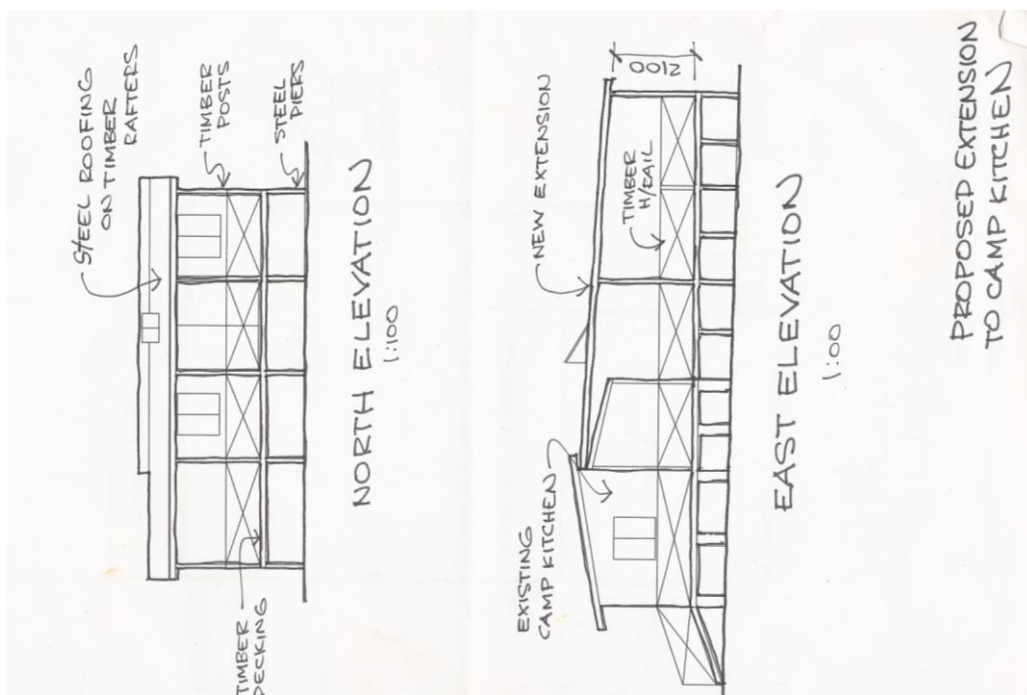 STEEL ROOFING
ON TIMBER
RAFTERS
TIMBER
POSTS
STEEL
PIERS
TIMBER
DECKING
NORTH ELEVATION
1:100
NEW EXTENSION
2100
TIMBER
H/RAIL
EXISTING
CAMP KITCHEN
EAST ELEVATION
1:00
PROPOSED EXTENSION
TO CAMP KITCHEN